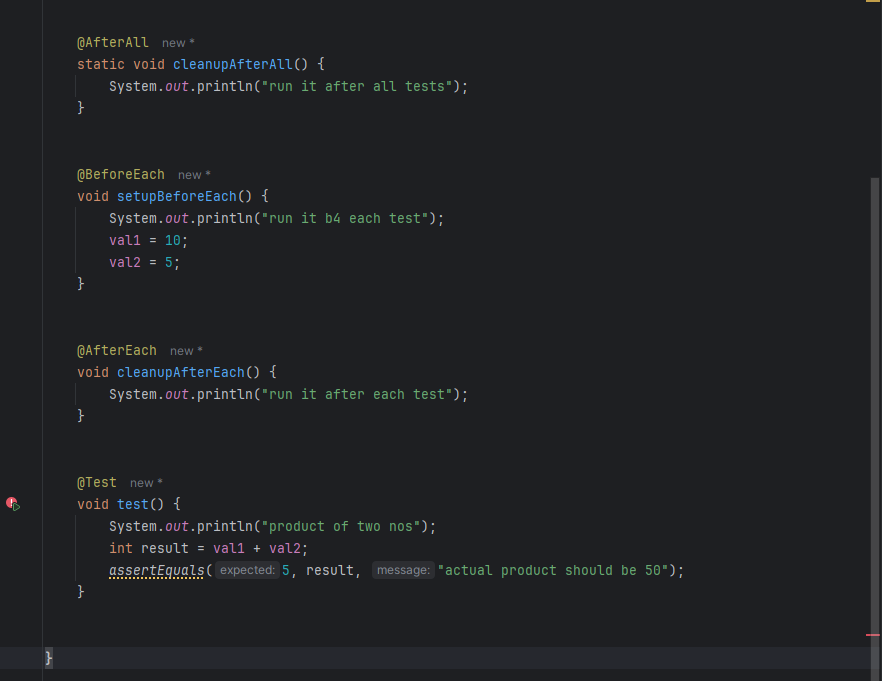 @AfterAll new *
static void cleanupAfterAll() {
System.out.println("run it after all tests");
}
@BeforeEach new *
void setupBeforeEach() {
System.out.println("run it b4 each test");
val1 = 10;
val2 = 5;
}
@AfterEach new *
void cleanupAfterEach() {
System.out.println("run it after each test");
}
@Test new *
void test() {
System.out.println("product of two nos");
int result = val1 + val2;
assertEquals( expected: 5, result, message: "actual product should be 50");
}
}